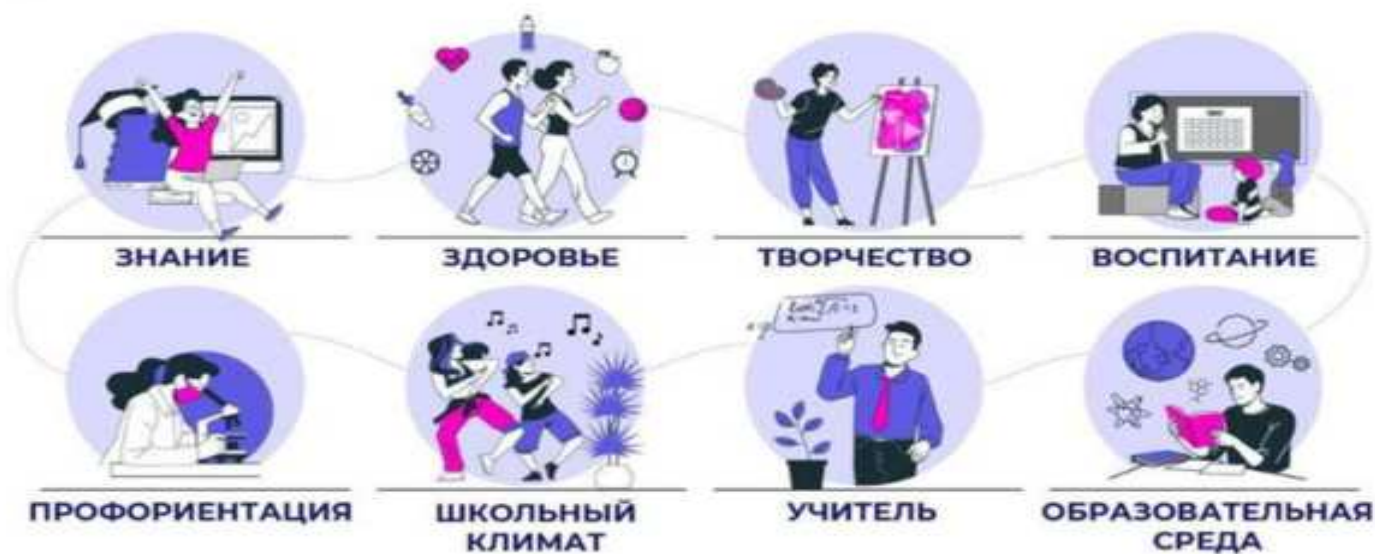 ЗНАНИЕ
ЗДОРОВЬЕ
ТВОРЧЕСТВО
ВОСПИТАНИЕ
ПРОФОРИЕНТАЦИЯ
ШКОЛЬНЫЙ
КЛИМАТ
УЧИТЕЛЬ
ОБРАЗОВАТЕЛЬНАЯ
СРЕДА